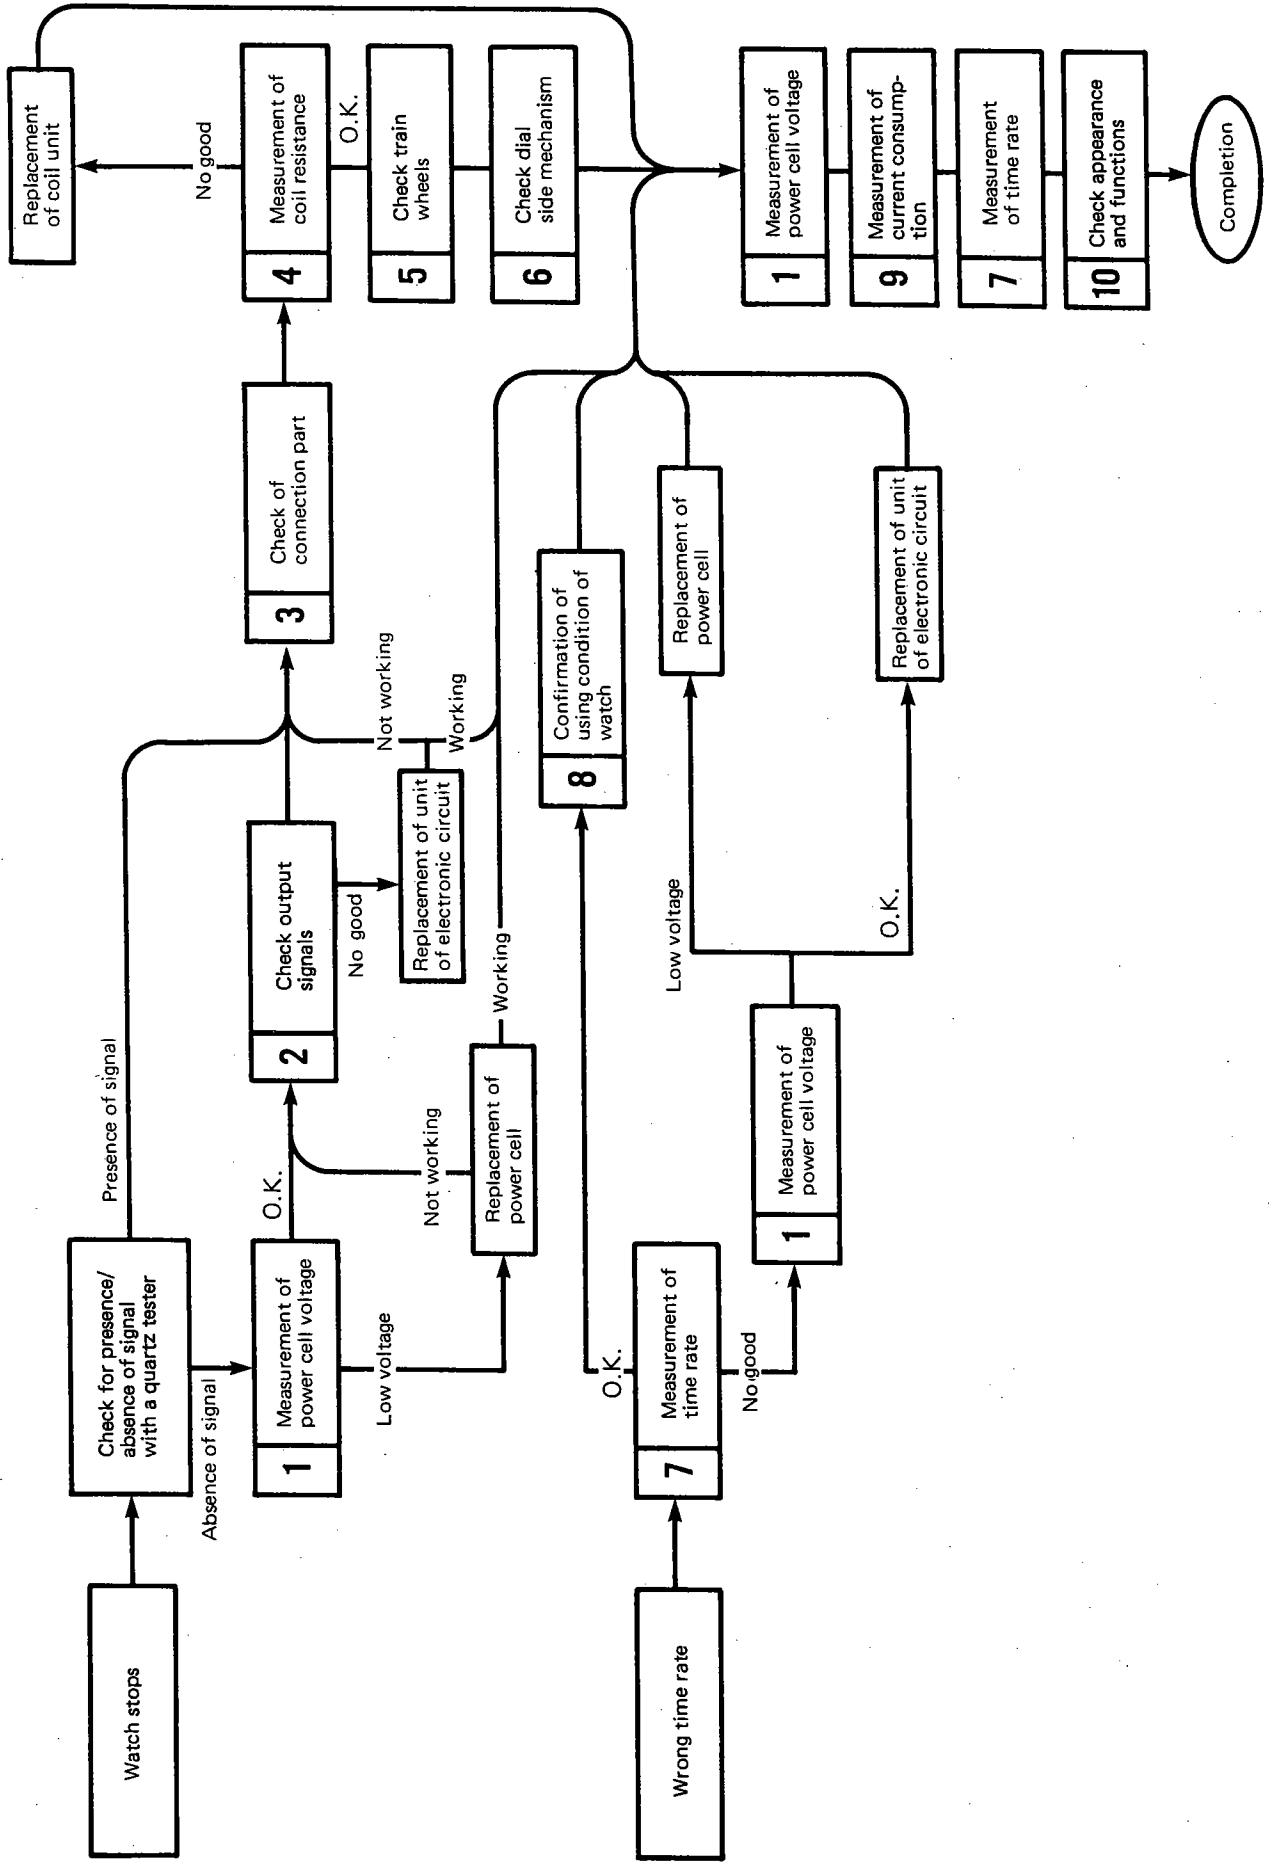 Watch stops
Check for presence/
absence of signal
with a quartz tester
Presence of signal
Absence of signal
1
Measurement of
power cell voltage
O.K.
Low voltage
Replacement of
power cell
Not working
Working
2
Check output
signals
No good
Replacement of unit
of electronic circuit
Not working
Working
3
Check of
connection part
4
Measurement of
coil resistance
No good
Replacement
of coil unit
O.K.
5
Check train
wheels
6
Check dial
side mechanism
Wrong time rate
7
Measurement of
time rate
O.K.
No good
8
Confirmation of
using condition of
watch
1
Measurement of
power cell voltage
Low voltage
O.K.
Replacement of
power cell
Replacement of unit
of electronic circuit
1
Measurement of
power cell voltage
9
Measurement of
current consump-
tion
7
Measurement
of time rate
10
Check appearance
and functions
Completion